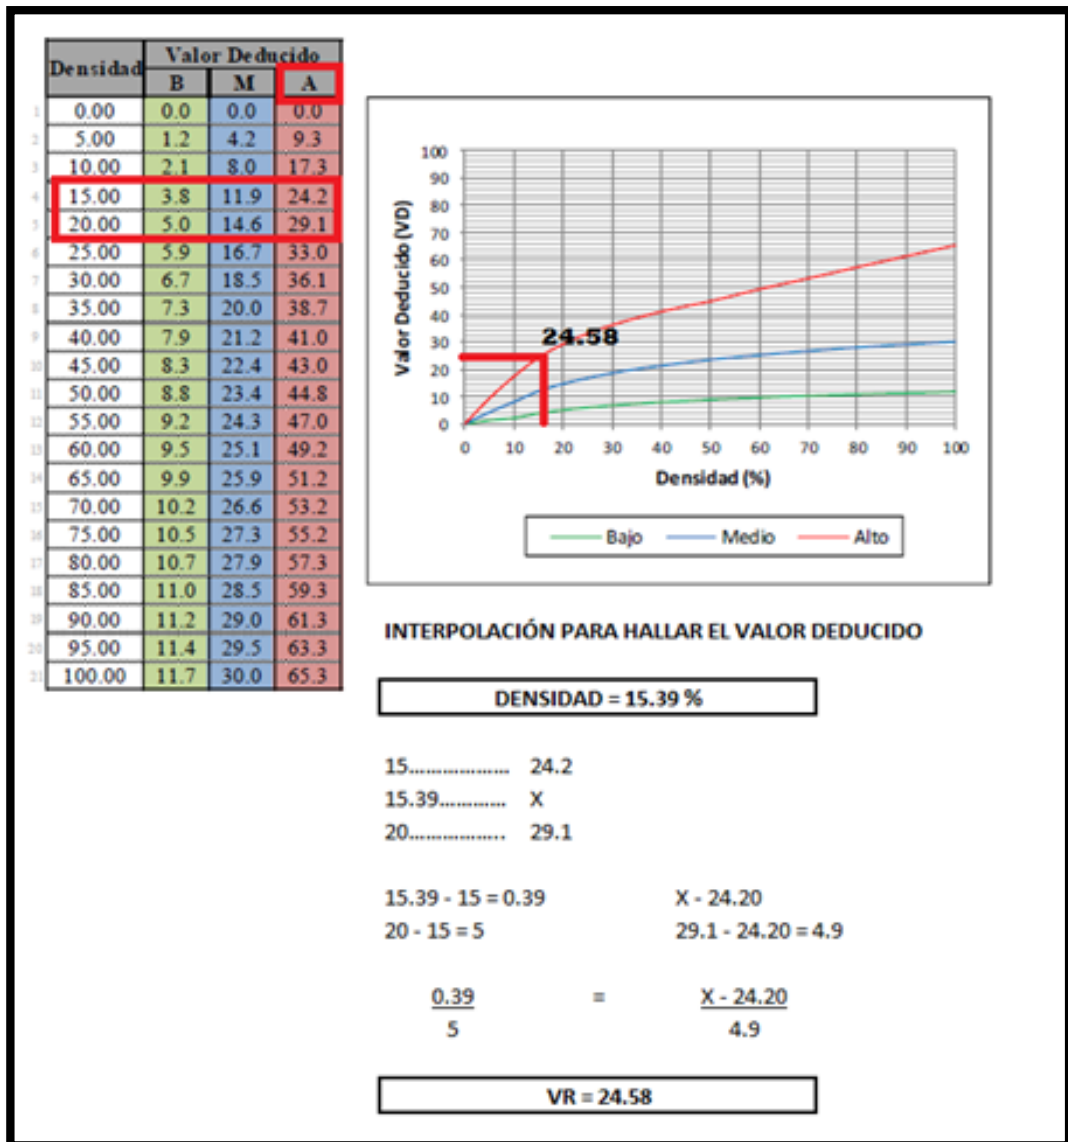 Densidad Valor Deducido
B M A
1 0.00 0.0 0.0 0.0
2 5.00 1.2 4.2 9.3
3 10.00 2.1 8.0 17.3
4 15.00 3.8 11.9 24.2
5 20.00 5.0 14.6 29.1
6 25.00 5.9 16.7 33.0
7 30.00 6.7 18.5 36.1
8 35.00 7.3 20.0 38.7
9 40.00 7.9 21.2 41.0
10 45.00 8.3 22.4 43.0
11 50.00 8.8 23.4 44.8
12 55.00 9.2 24.3 47.0
13 60.00 9.5 25.1 49.2
14 65.00 9.9 25.9 51.2
15 70.00 10.2 26.6 53.2
16 75.00 10.5 27.3 55.2
17 80.00 10.7 27.9 57.3
18 85.00 11.0 28.5 59.3
19 90.00 11.2 29.0 61.3
20 95.00 11.4 29.5 63.3
21 100.00 11.7 30.0 65.3
Valor Deducido (VD)
100
90
80
70
60
50
40
30
20
10
0
24.58
0 10 20 30 40 50 60 70 80 90 100
Densidad (%)
Bajo Medio Alto
INTERPOLACIÓN PARA HALLAR EL VALOR DEDUCIDO
DENSIDAD = 15.39 %
15.................. 24.2
15.39............. X
20................. 29.1
15.39 - 15 = 0.39 X - 24.20
20 - 15 = 5 29.1 - 24.20 = 4.9
0.39 = X - 24.20
5 4.9
VR = 24.58